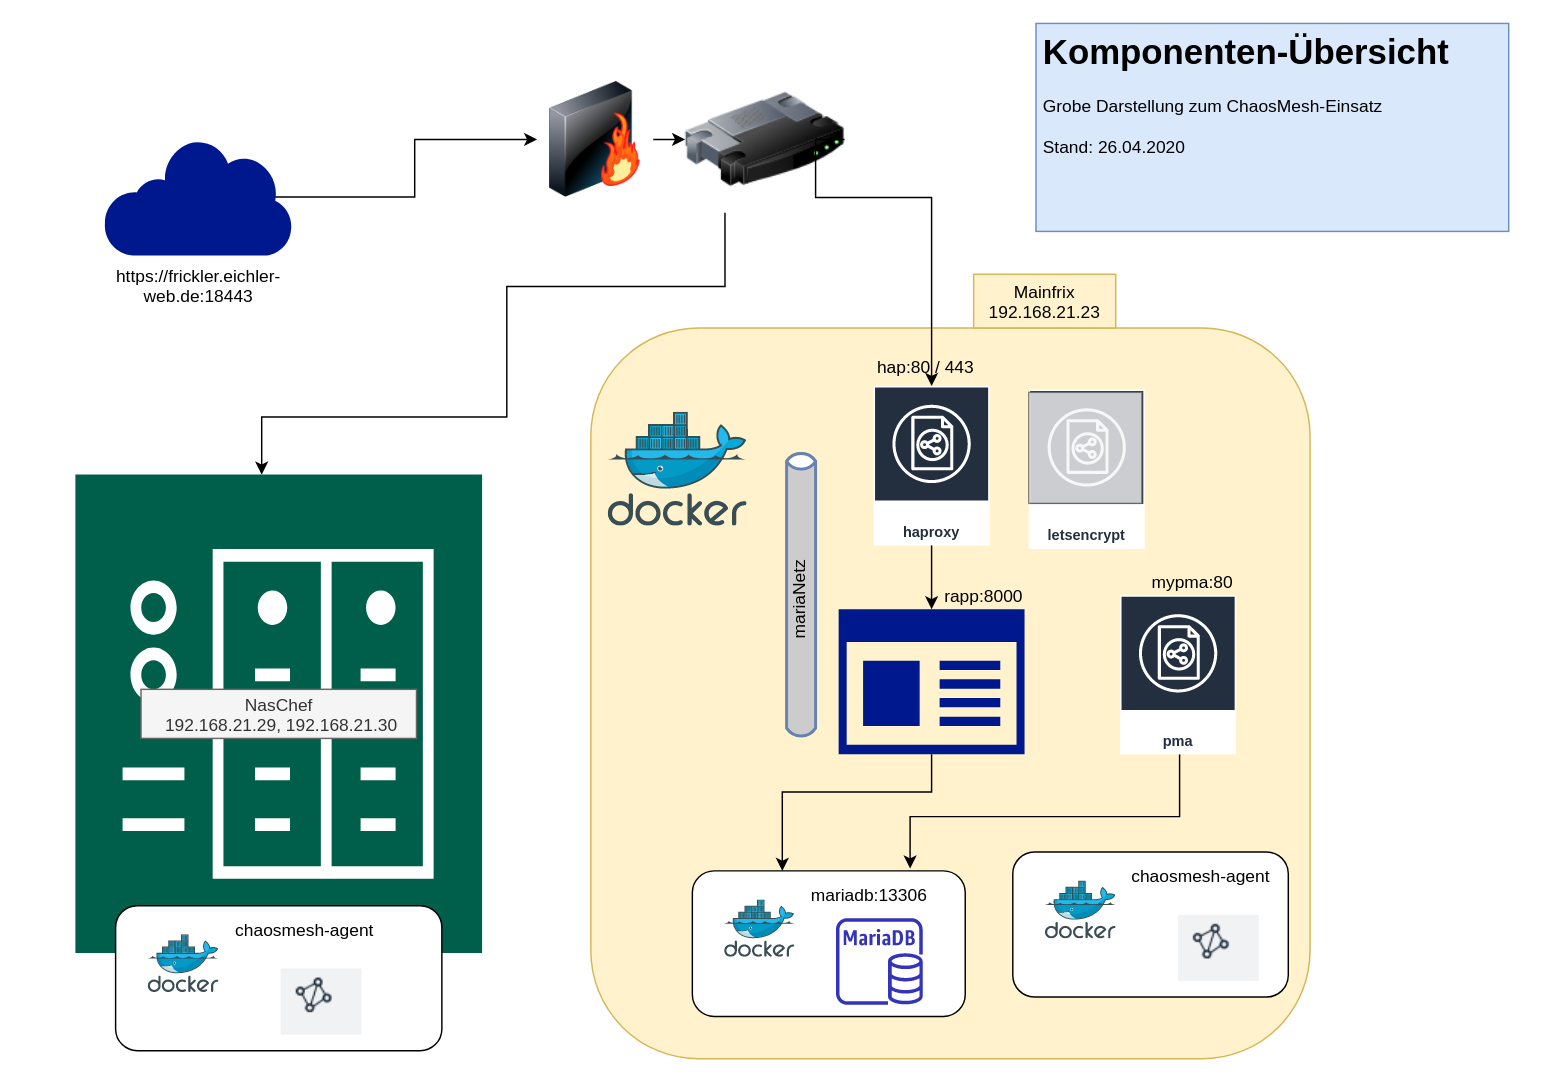 Komponenten-Übersicht
Grobe Darstellung zum ChaosMesh-Einsatz
Stand: 26.04.2020
https://frickler.eichler-
web.de:18443
Mainfrix
192.168.21.23
hap:80 / 443
docker
haproxy
letsencrypt
mariaNetz
rapp:8000
mypma:80
pma
NasChef
192.168.21.29, 192.168.21.30
mariadb:13306
docker
MariaDB
chaosmesh-agent
docker
chaosmesh-agent
docker